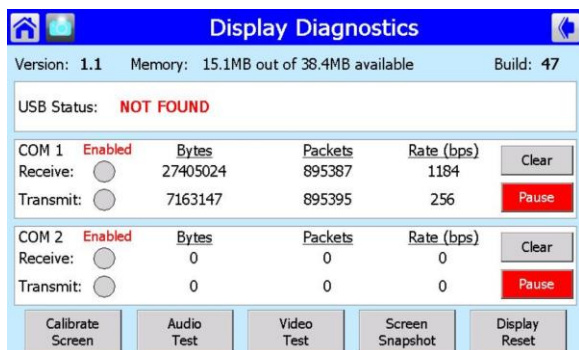 Display Diagnostics
Version: 1.1 Memory: 15.1MB out of 38.4MB available Build: 47
USB Status: NOT FOUND
COM 1 Enabled Bytes Packets Rate (bps) Clear
Receive: 27405024 895387 1184
Transmit: 7163147 895395 256 Pause
COM 2 Enabled Bytes Packets Rate (bps) Clear
Receive: 0 0 0
Transmit: 0 0 0 Pause
Calibrate Screen Audio Test Video Test Screen Snapshot Display Reset